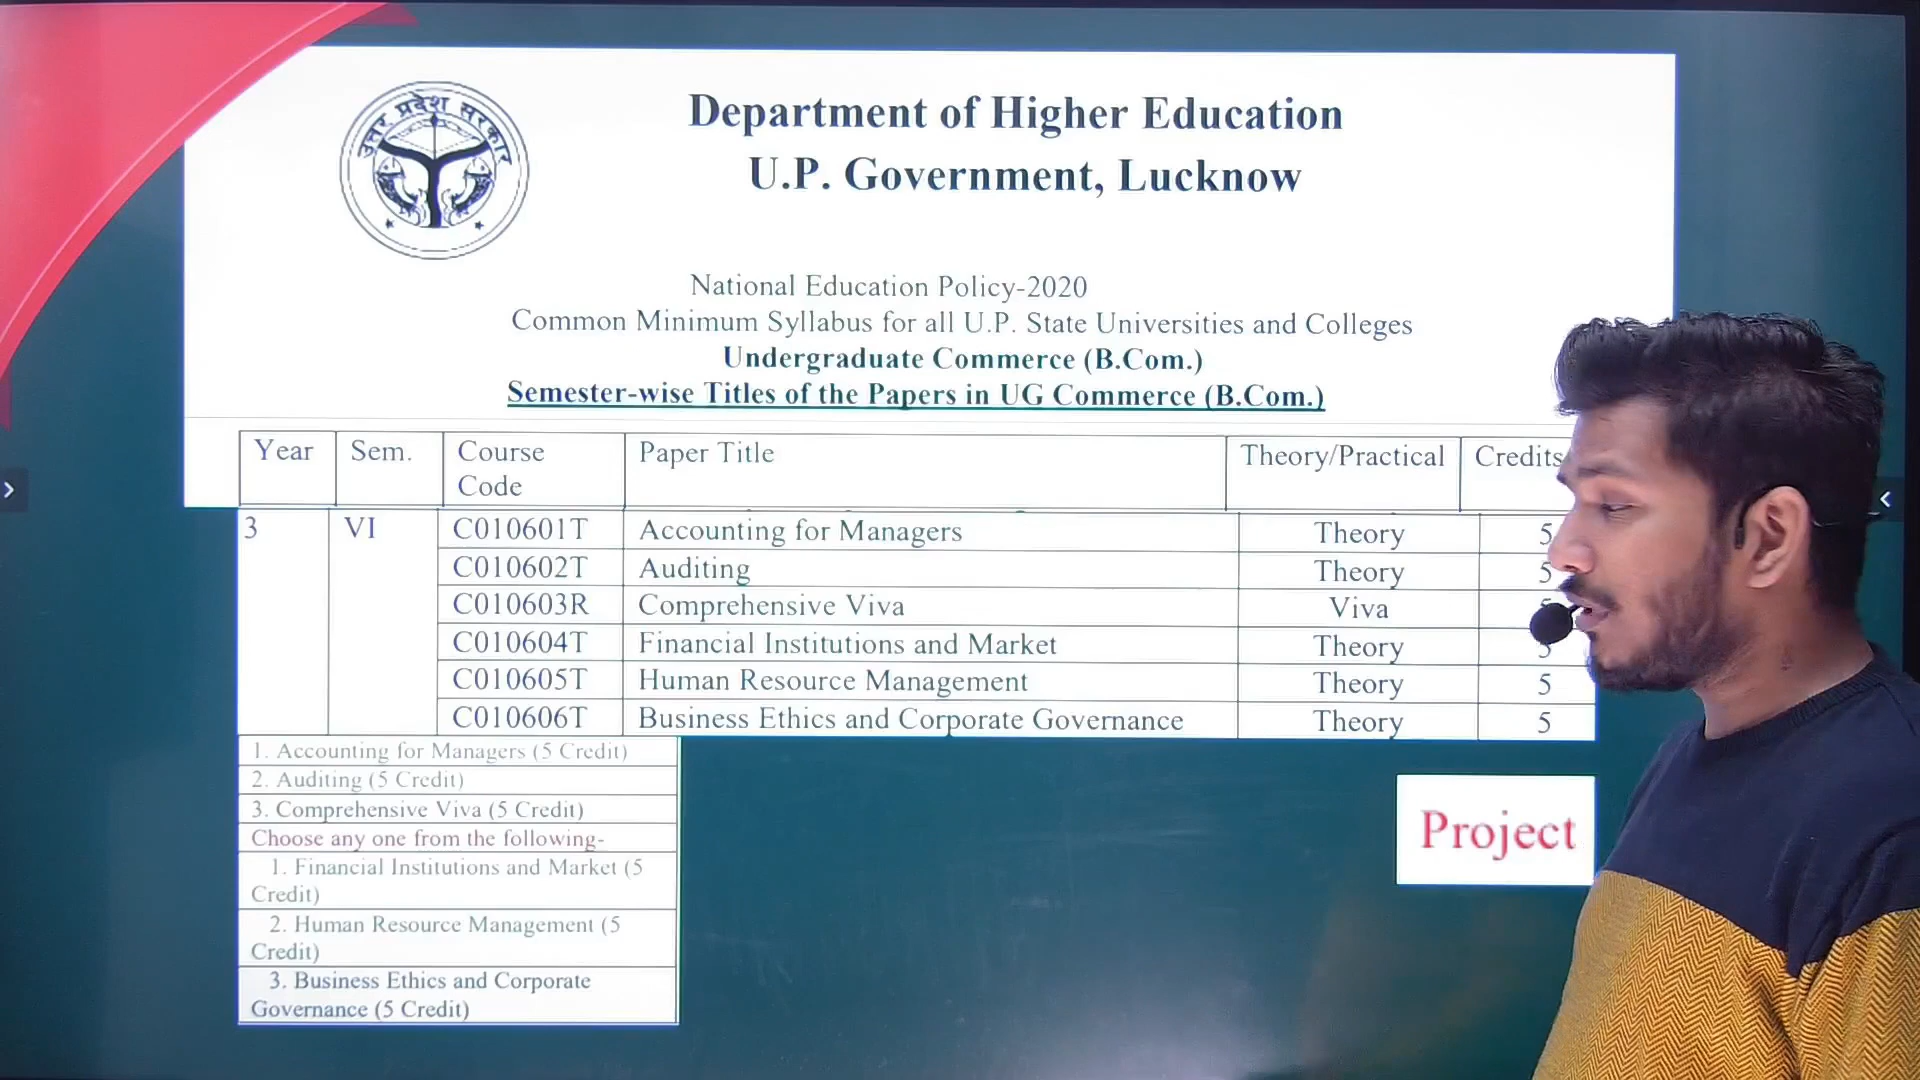 उत्तर प्रदेश सरकार
Department of Higher Education
U.P. Government, Lucknow
National Education Policy-2020
Common Minimum Syllabus for all U.P. State Universities and Colleges
Undergraduate Commerce (B.Com.)
Semester-wise Titles of the Papers in UG Commerce (B.Com.)
Year Sem. Course Code Paper Title Theory/Practical Credits
3 VI C010601T Accounting for Managers Theory 5
C010602T Auditing Theory 5
C010603R Comprehensive Viva Viva
C010604T Financial Institutions and Market Theory 5
C010605T Human Resource Management Theory 5
C010606T Business Ethics and Corporate Governance Theory 5
1. Accounting for Managers (5 Credit)
2. Auditing (5 Credit)
3. Comprehensive Viva (5 Credit)
Choose any one from the following-
1. Financial Institutions and Market (5
Credit)
2. Human Resource Management (5
Credit)
3. Business Ethics and Corporate
Governance (5 Credit)
Project